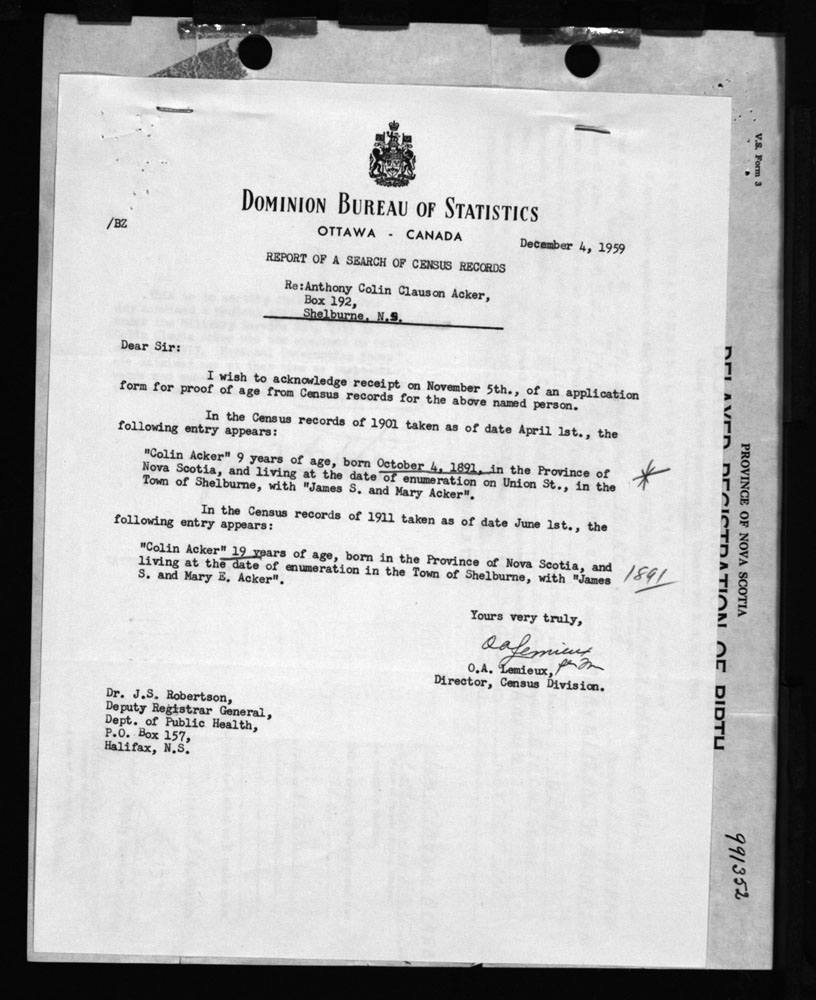 DOMINION BUREAU OF STATISTICS
OTTAWA - CANADA
/BZ
December 4, 1959
REPORT OF A SEARCH OF CENSUS RECORDS
Re:Anthony Colin Clauson Acker,
Box 192,
Shelburne, N.S.
Dear Sir:
I wish to acknowledge receipt on November 5th., of an application
form for proof of age from Census records for the above named person.
In the Census records of 1901 taken as of date April 1st., the
following entry appears:
"Colin Acker" 9 years of age, born October 4, 1891, in the Province of
Nova Scotia, and living at the date of enumeration on Union St., in the
Town of Shelburne, with "James S. and Mary Acker".
In the Census records of 1911 taken as of date June 1st., the
following entry appears:
"Colin Acker" 19 years of age, born in the Province of Nova Scotia, and
living at the date of enumeration in the Town of Shelburne, with "James
S. and Mary E. Acker".
1891
Yours very truly,
O A Lemieux
O.A. Lemieux,
Director, Census Division.
Dr. J.S. Robertson,
Deputy Registrar General,
Dept. of Public Health,
P.O. Box 157,
Halifax, N.S.
V.S. Form 3
PROVINCE OF NOVA SCOTIA
DELAYED REGISTRATION OF BIRTH
991352